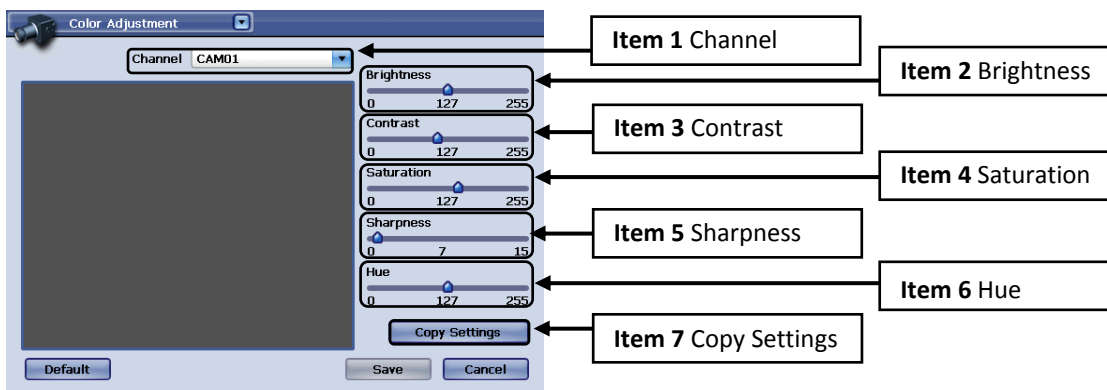 Color Adjustment
Channel CAM01
Brightness
0 127 255
Contrast
0 127 255
Saturation
0 127 255
Sharpness
0 7 15
Hue
0 127 255
Copy Settings
Default Save Cancel
Item 1 Channel
Item 2 Brightness
Item 3 Contrast
Item 4 Saturation
Item 5 Sharpness
Item 6 Hue
Item 7 Copy Settings